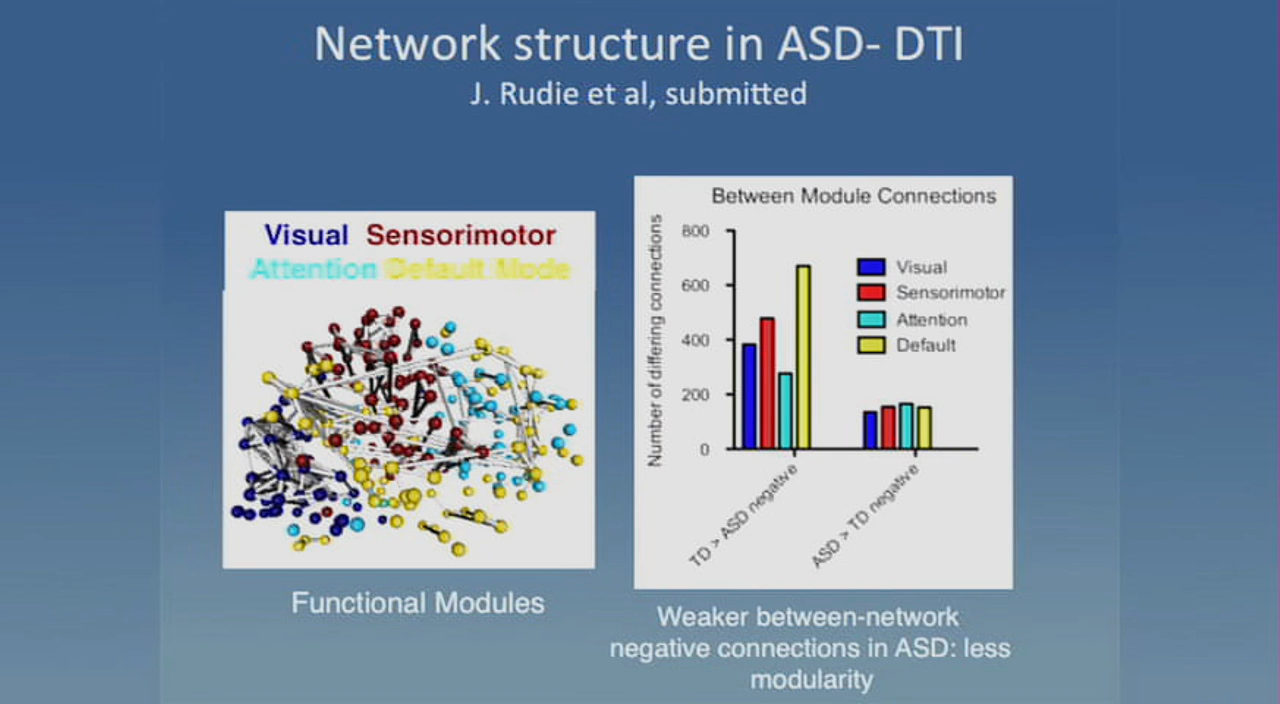 Network structure in ASD- DTI
J. Rudie et al, submitted
Visual Sensorimotor
Attention Default Mode
Functional Modules
Between Module Connections
Number of differing connections
800
600
400
200
0
Visual
Sensorimotor
Attention
Default
TD > ASD negative
ASD > TD negative
Weaker between-network
negative connections in ASD: less
modularity